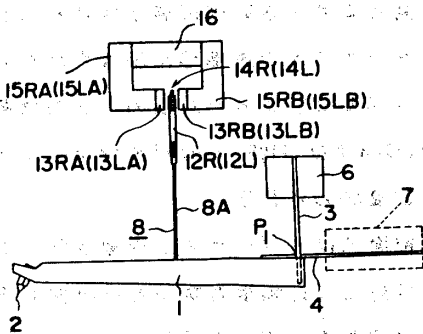 16
15RA(15LA)
14R(14L)
15RB(15LB)
13RA(13LA)
13RB(13LB)
12R(12L)
6
3
7
8
8A
P1
4
2
1